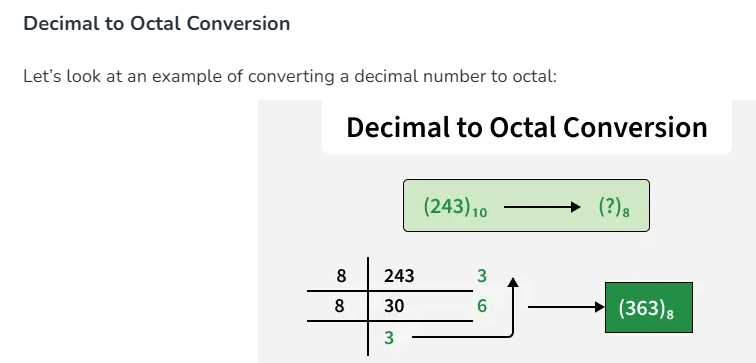 Decimal to Octal Conversion
Let's look at an example of converting a decimal number to octal:
Decimal to Octal Conversion
(243)₁₀ → (?)₈
8 243 3
8 30 6 (363)₈
3